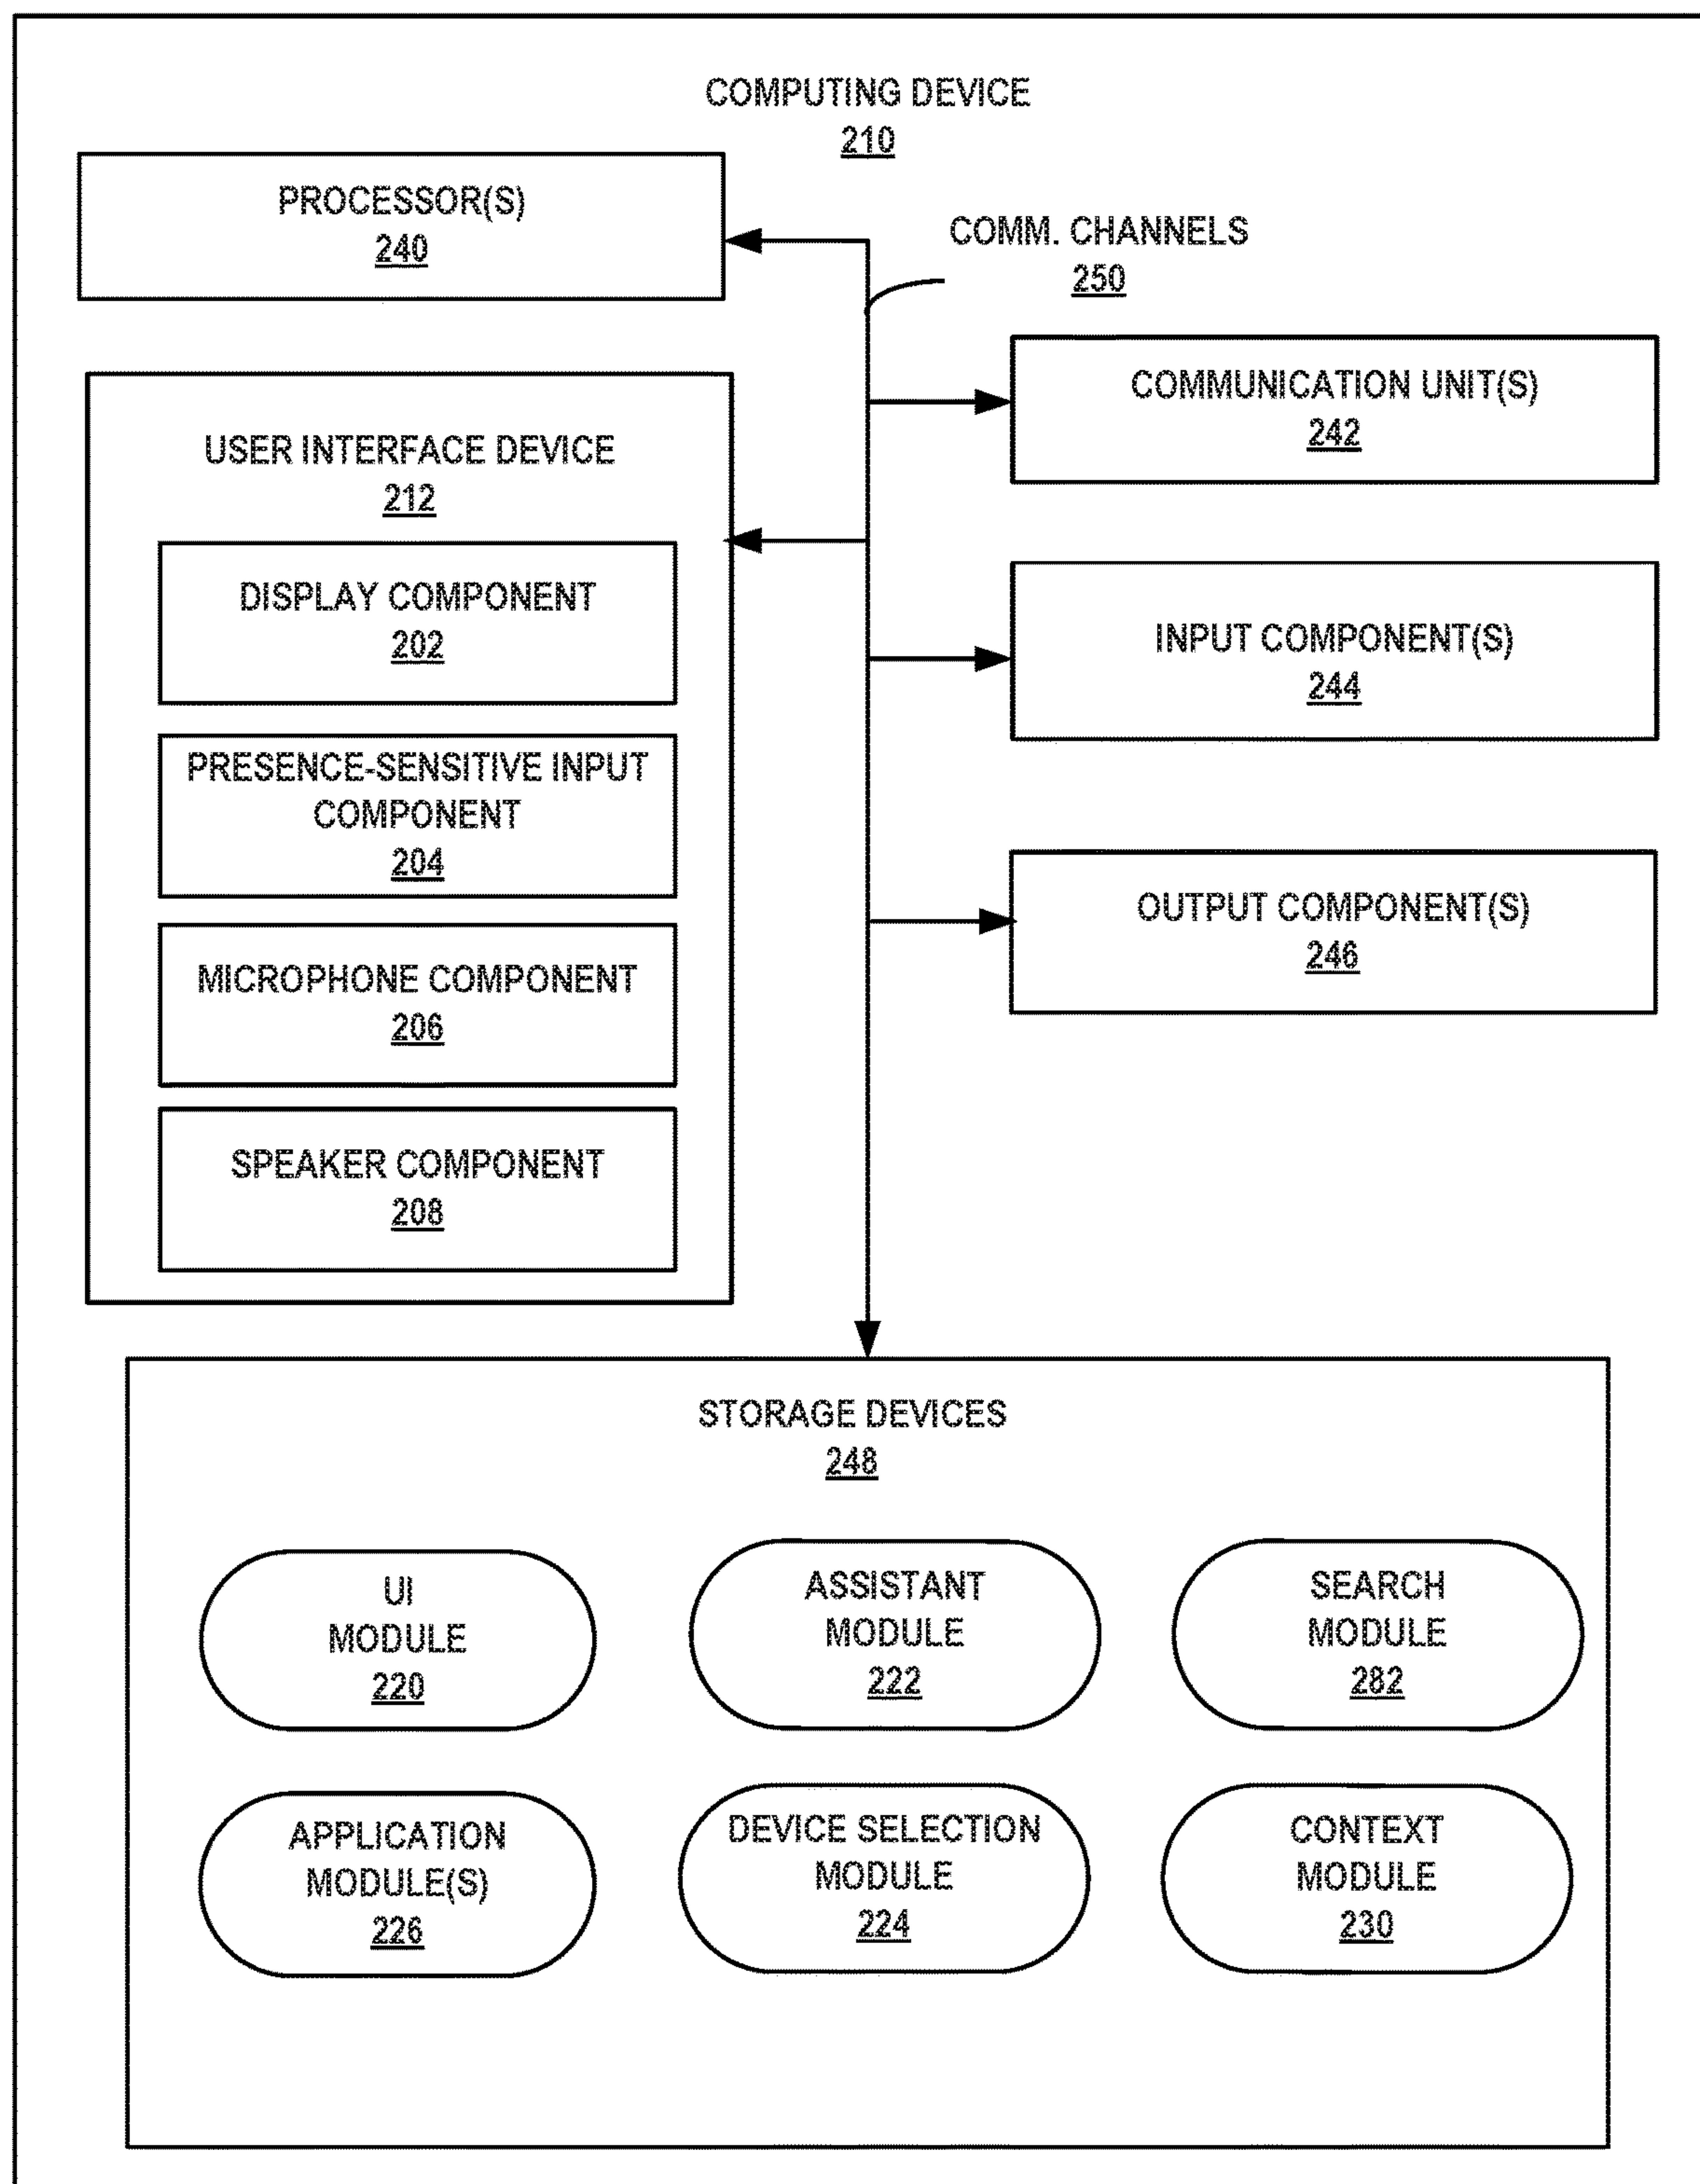 COMPUTING DEVICE
210
PROCESSOR(S)
240
COMM. CHANNELS
250
COMMUNICATION UNIT(S)
242
USER INTERFACE DEVICE
212
DISPLAY COMPONENT
202
INPUT COMPONENT(S)
244
PRESENCE-SENSITIVE INPUT
COMPONENT
204
OUTPUT COMPONENT(S)
246
MICROPHONE COMPONENT
206
SPEAKER COMPONENT
208
STORAGE DEVICES
248
UI
MODULE
220
ASSISTANT
MODULE
222
SEARCH
MODULE
282
APPLICATION
MODULE(S)
226
DEVICE SELECTION
MODULE
224
CONTEXT
MODULE
230